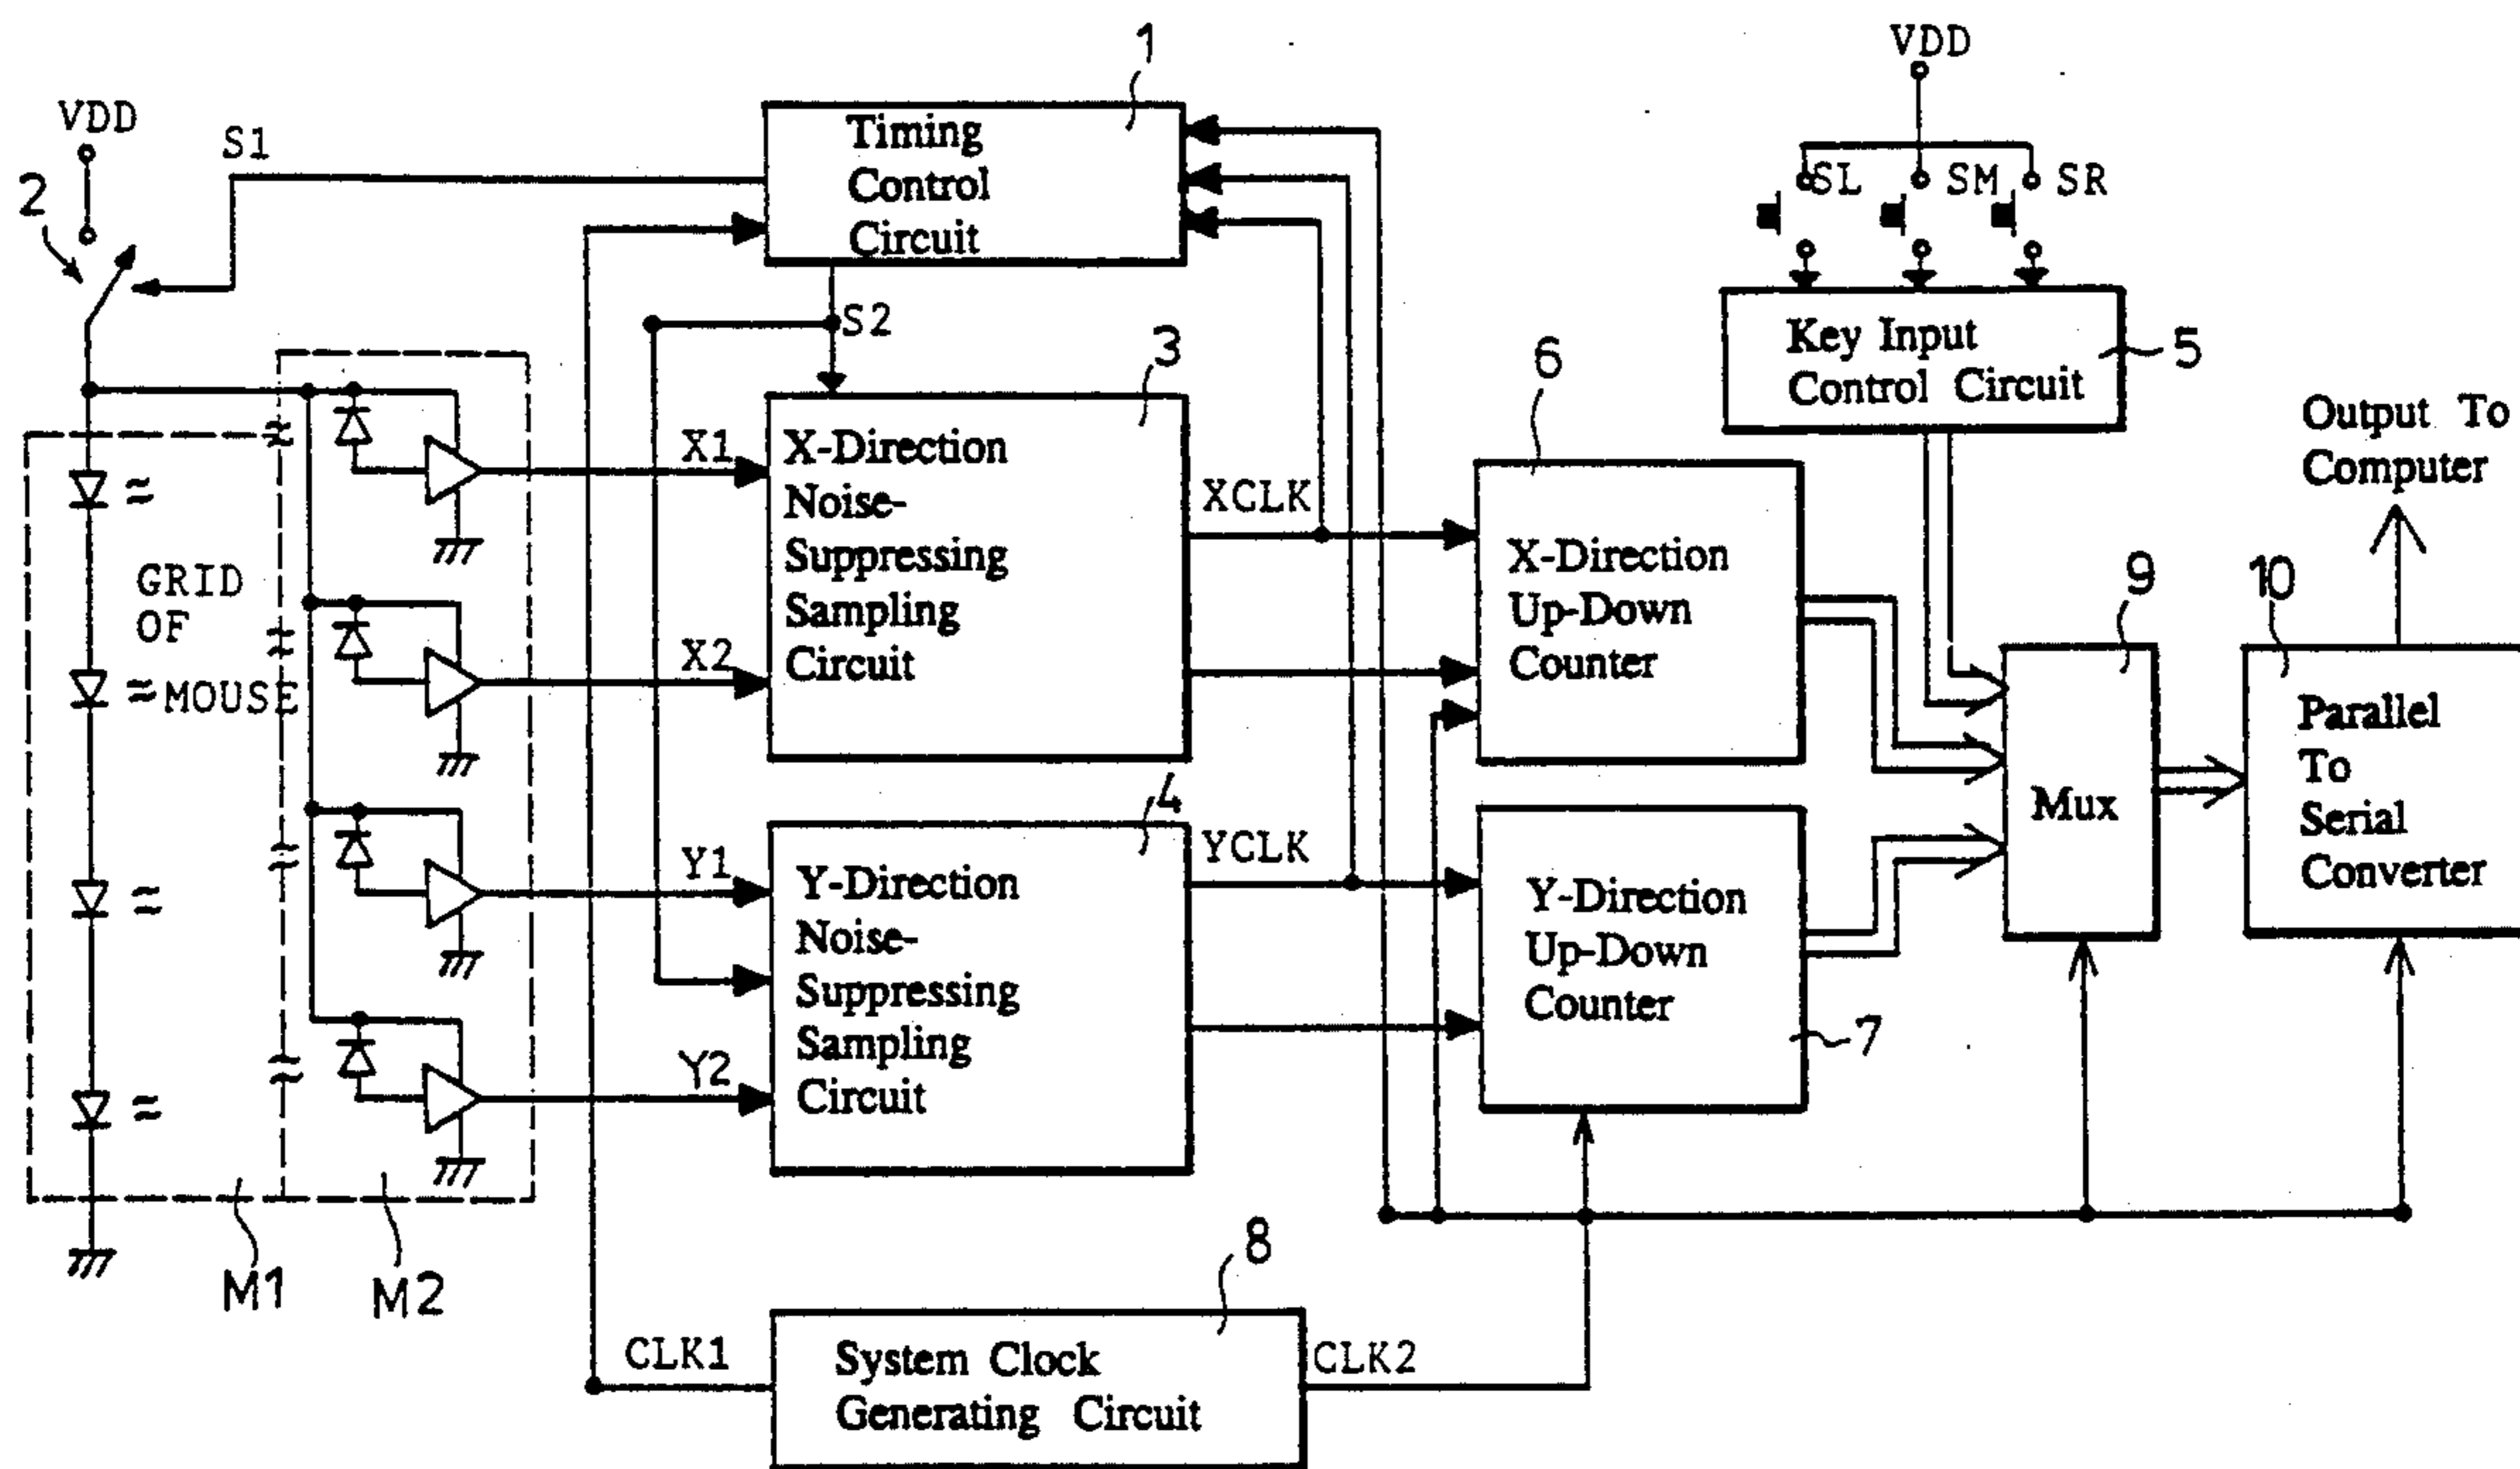 1
VDD
VDD
S1
Timing
Control
Circuit
2
SL
SM
SR
S2
3
6
Key Input
Control Circuit
5
Output To
Computer
X1
X-Direction
Noise-
Suppressing
Sampling
Circuit
XCLK
GRID
OF
MOUSE
X2
X-Direction
Up-Down
Counter
9
10
Mux
Parallel
To
Serial
Converter
4
Y1
Y-Direction
Noise-
Suppressing
Sampling
Circuit
YCLK
Y-Direction
Up-Down
Counter
7
Y2
M1
M2
8
CLK1
System Clock
Generating Circuit
CLK2